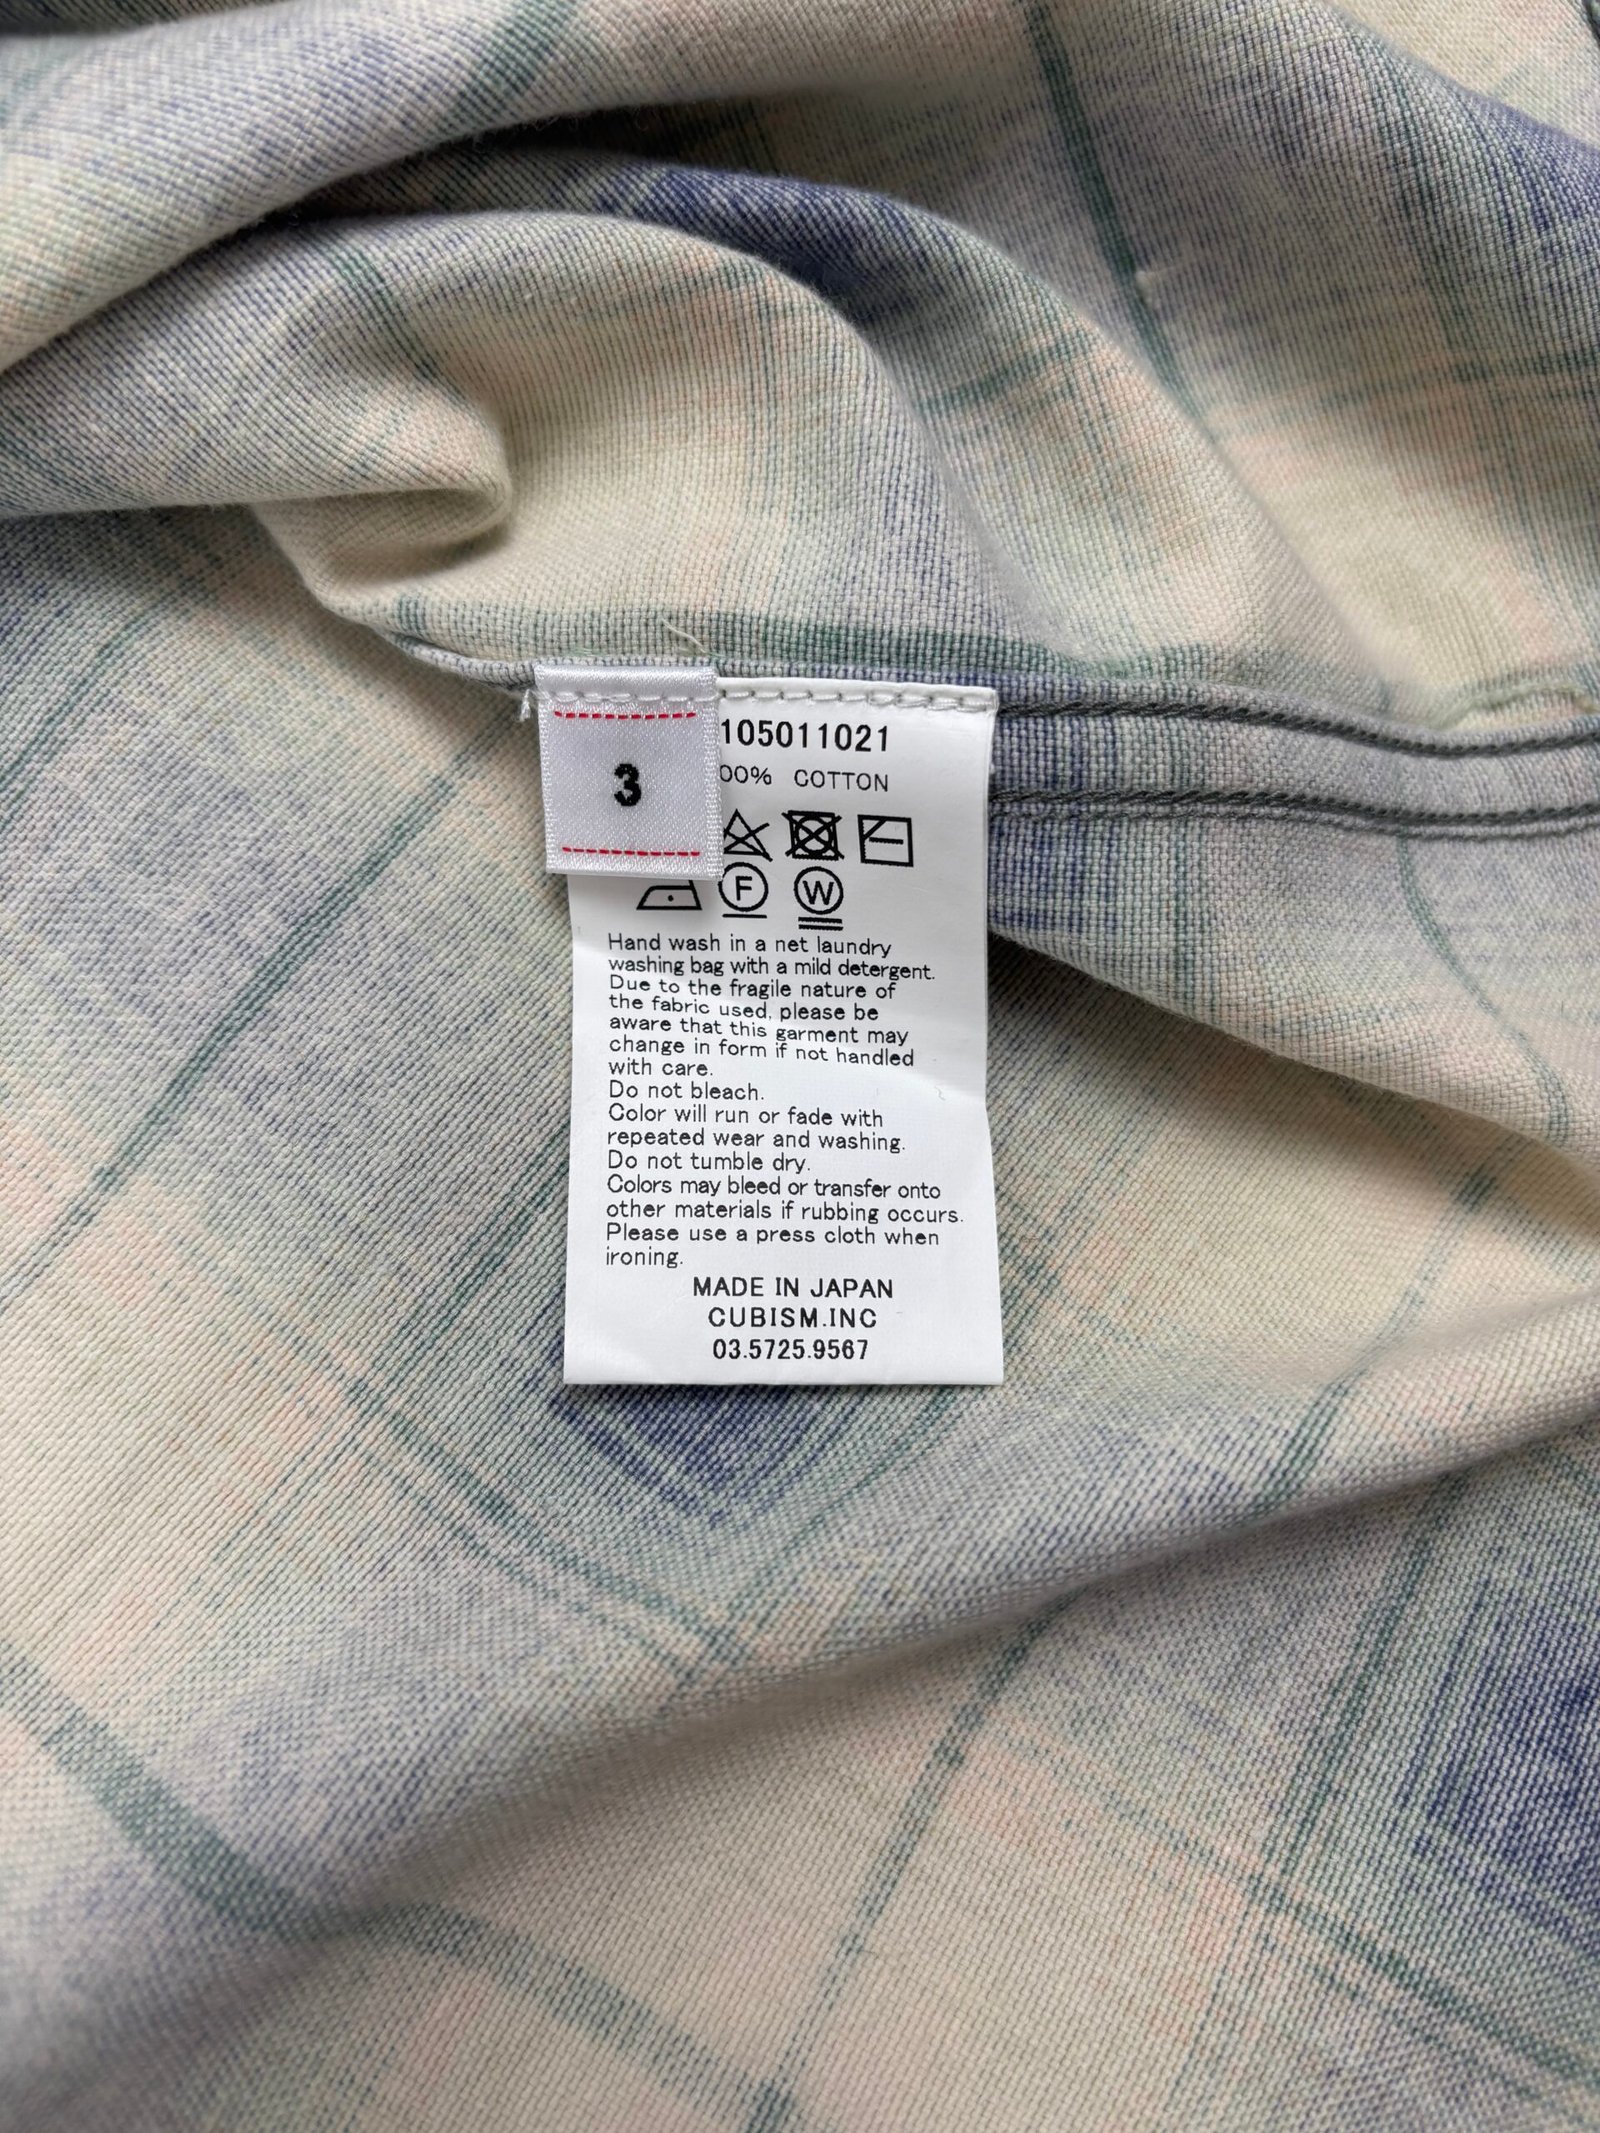 3
105011021
00% COTTON
F W
Hand wash in a net laundry
washing bag with a mild detergent.
Due to the fragile nature of
the fabric used, please be
aware that this garment may
change in form if not handled
with care.
Do not bleach.
Color will run or fade with
repeated wear and washing.
Do not tumble dry.
Colors may bleed or transfer onto
other materials if rubbing occurs.
Please use a press cloth when
ironing.
MADE IN JAPAN
CUBISM.INC
03.5725.9567